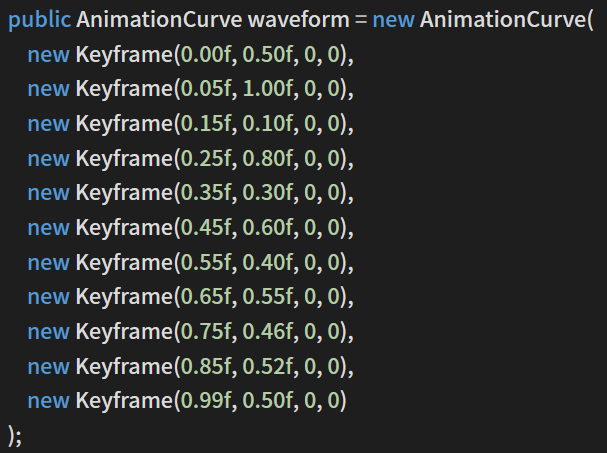 public AnimationCurve waveform = new AnimationCurve(
new Keyframe(0.00f, 0.50f, 0, 0),
new Keyframe(0.05f, 1.00f, 0, 0),
new Keyframe(0.15f, 0.10f, 0, 0),
new Keyframe(0.25f, 0.80f, 0, 0),
new Keyframe(0.35f, 0.30f, 0, 0),
new Keyframe(0.45f, 0.60f, 0, 0),
new Keyframe(0.55f, 0.40f, 0, 0),
new Keyframe(0.65f, 0.55f, 0, 0),
new Keyframe(0.75f, 0.46f, 0, 0),
new Keyframe(0.85f, 0.52f, 0, 0),
new Keyframe(0.99f, 0.50f, 0, 0)
);